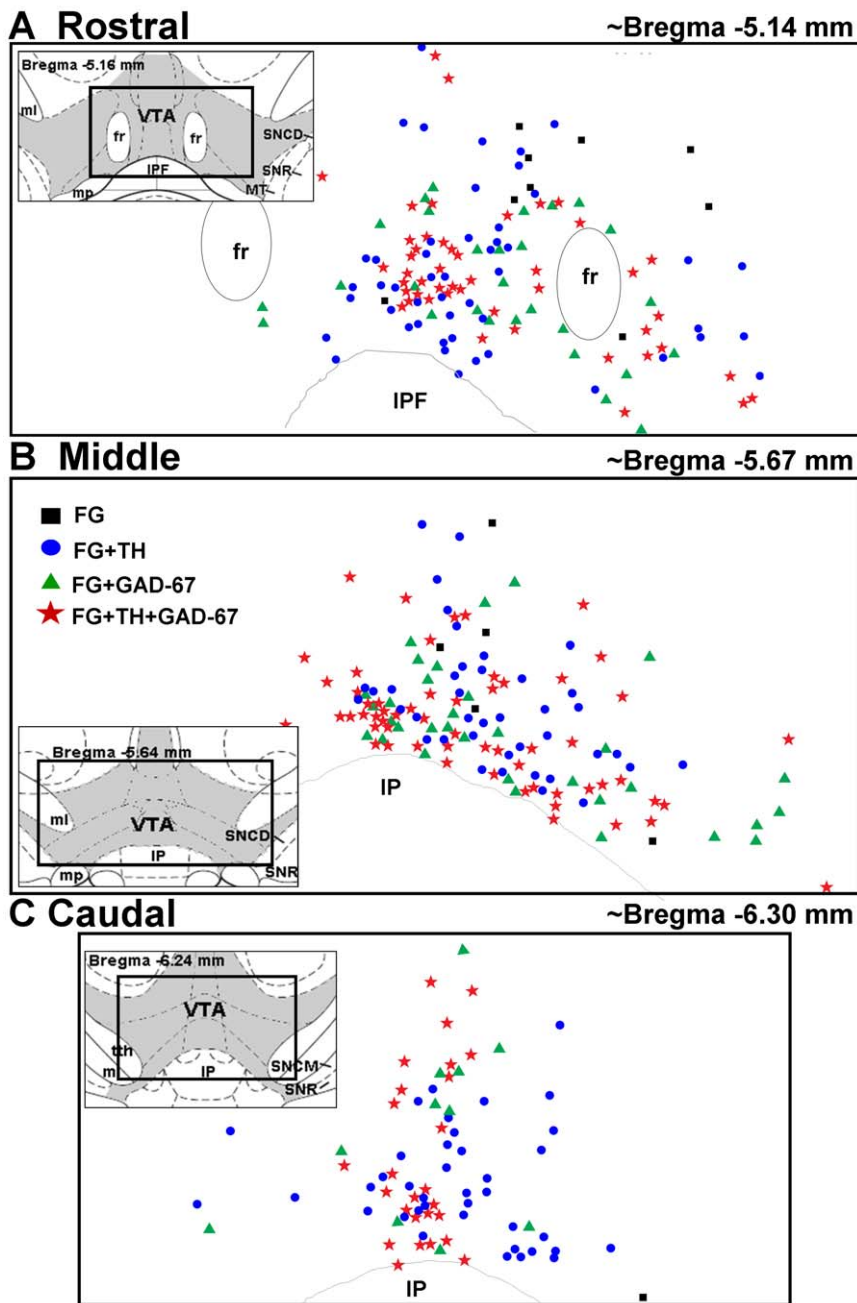 A Rostral ~Bregma -5.14 mm
Bregma -5.16 mm
ml
VTA
fr fr
SNCD
IPF
SNR
mp
MT
fr
fr
IPF
B Middle ~Bregma -5.67 mm
FG
FG+TH
FG+GAD-67
FG+TH+GAD-67
Bregma -5.64 mm
ml
VTA
SNCD
IP
mp
SNR
IP
C Caudal ~Bregma -6.30 mm
Bregma -6.24 mm
VTA
tth
ml
IP
SNCM
SNR
IP